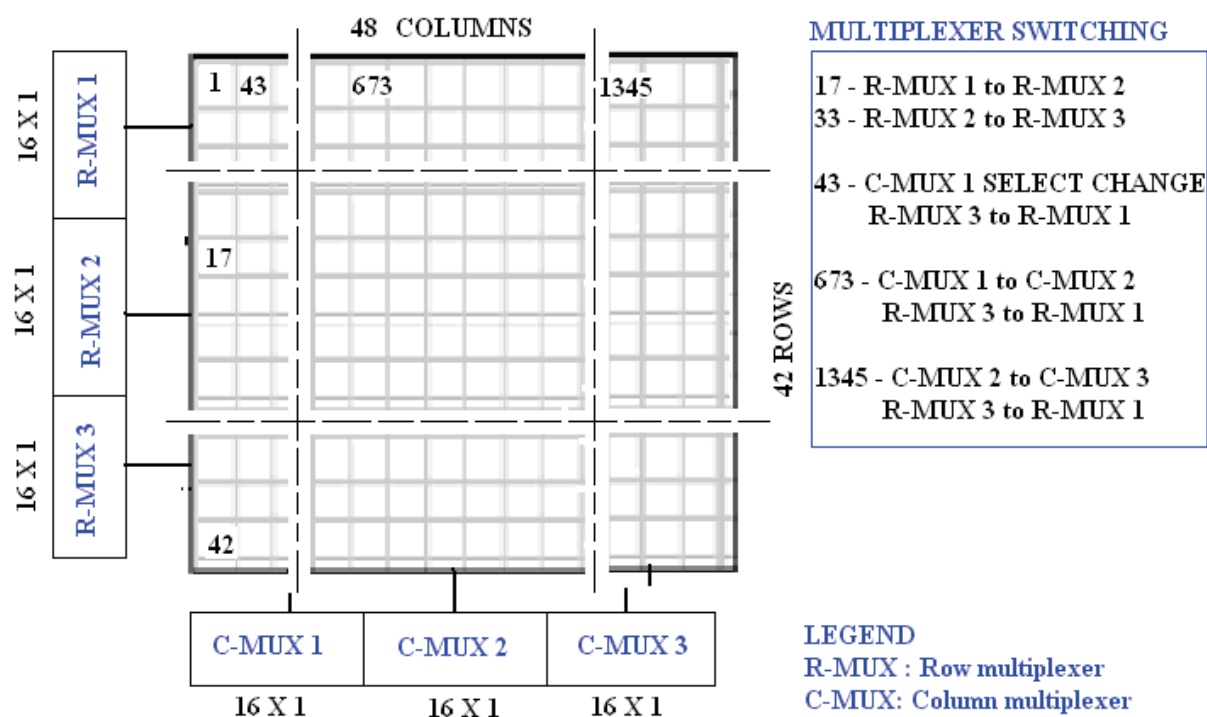 48 COLUMNS
MULTIPLEXER SWITCHING
16 X 1
R-MUX 1
1 43 673 1345
17 - R-MUX 1 to R-MUX 2
33 - R-MUX 2 to R-MUX 3
43 - C-MUX 1 SELECT CHANGE
R-MUX 3 to R-MUX 1
16 X 1
R-MUX 2
17
673 - C-MUX 1 to C-MUX 2
R-MUX 3 to R-MUX 1
42 ROWS
1345 - C-MUX 2 to C-MUX 3
R-MUX 3 to R-MUX 1
16 X 1
R-MUX 3
42
C-MUX 1 C-MUX 2 C-MUX 3
16 X 1 16 X 1 16 X 1
LEGEND
R-MUX : Row multiplexer
C-MUX: Column multiplexer